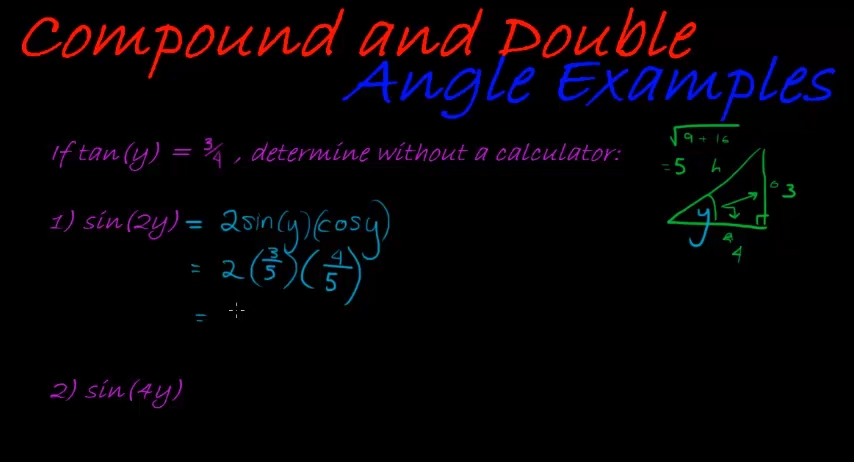 Compound and Double
Angle Examples
If tan(y) = 3/4 , determine without a calculator:
√9 + 16
= 5 h
o 3
y
a
4
1) sin(2y) = 2sin(y)(cosy)
= 2 (3/5) (4/5)
=
2) sin(4y)